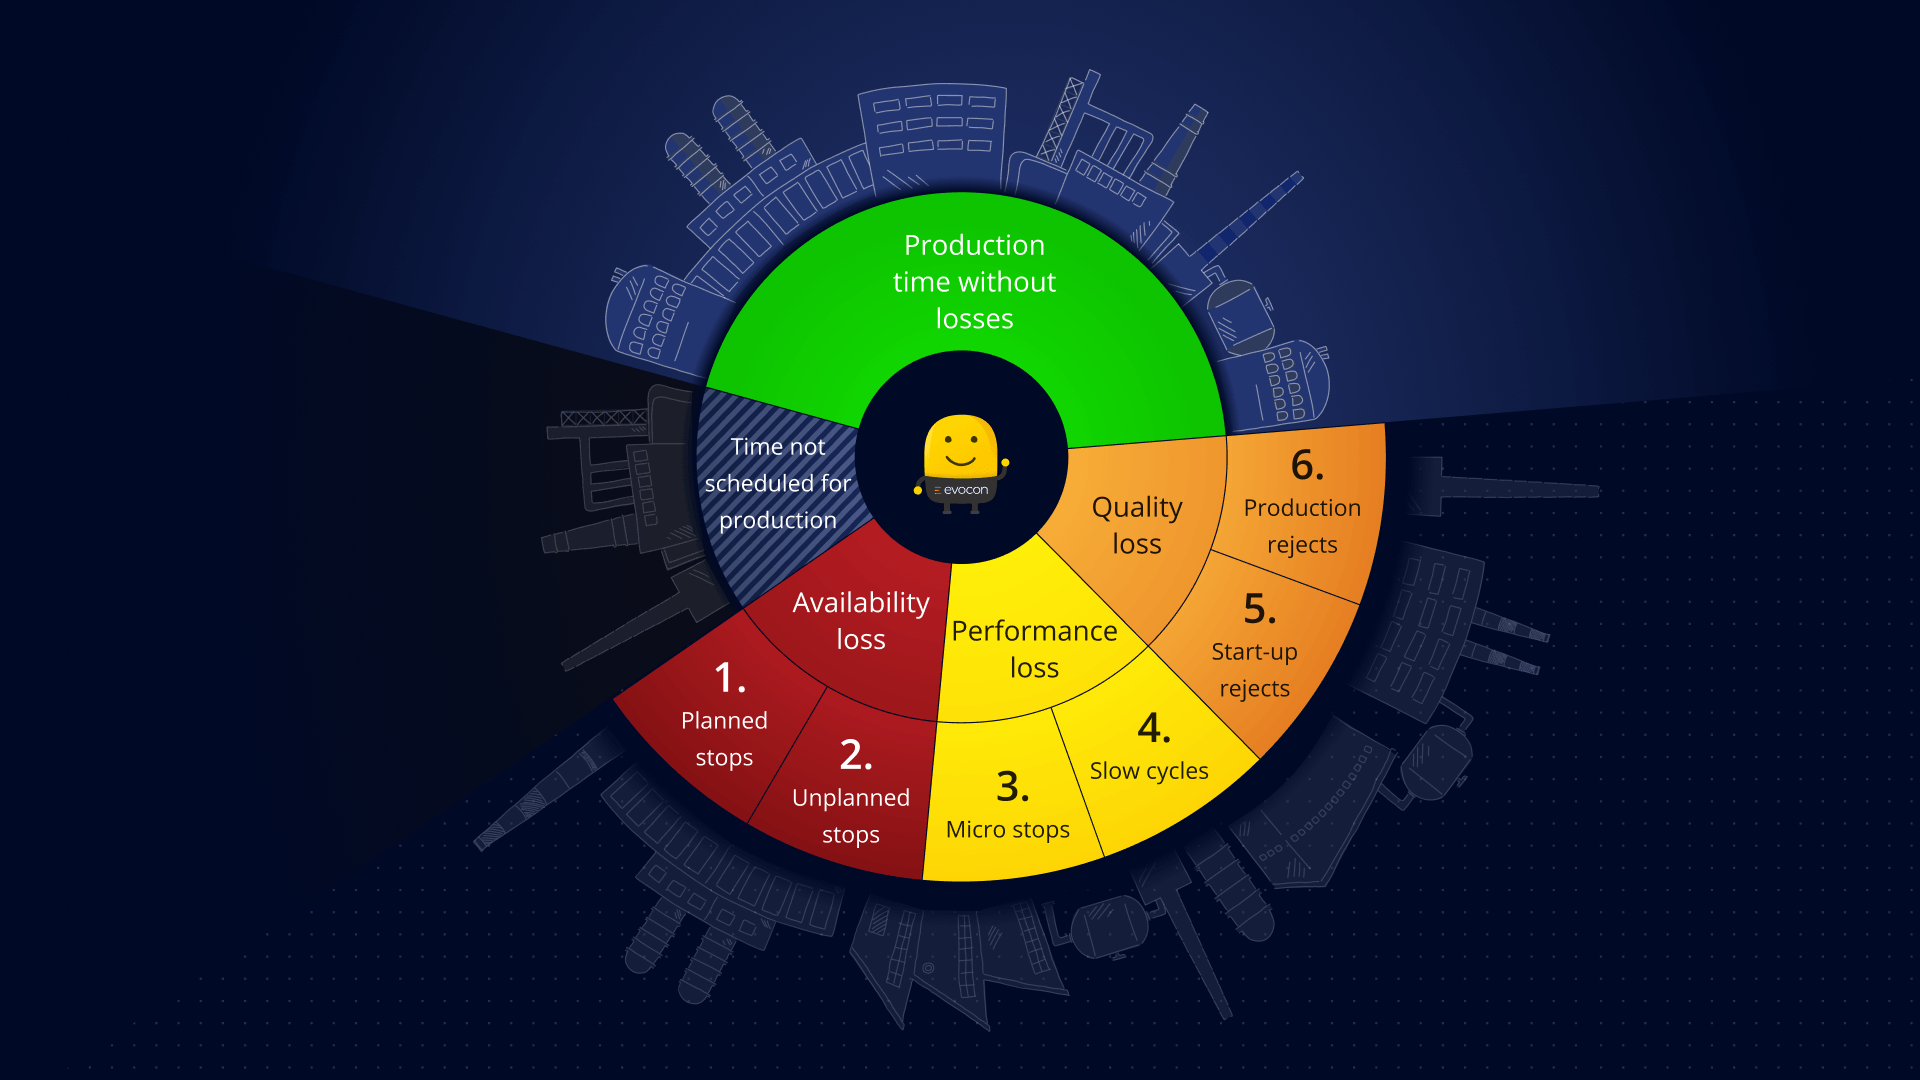 Production
time without
losses
Time not
scheduled for
production
evocon
Quality
loss
6.
Production
rejects
5.
Start-up
rejects
Availability
loss
Performance
loss
1.
Planned
stops
2.
Unplanned
stops
3.
Micro stops
4.
Slow cycles